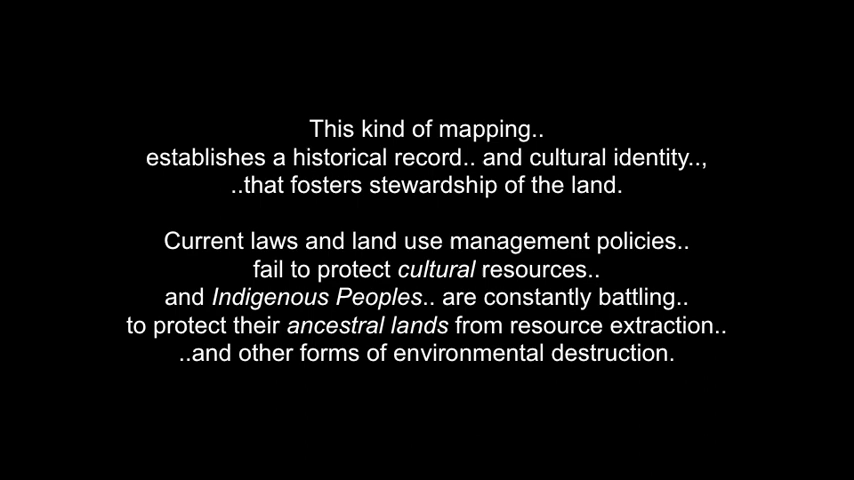 This kind of mapping..
establishes a historical record.. and cultural identity..,
..that fosters stewardship of the land.
Current laws and land use management policies..
fail to protect cultural resources..
and Indigenous Peoples.. are constantly battling..
to protect their ancestral lands from resource extraction..
..and other forms of environmental destruction.